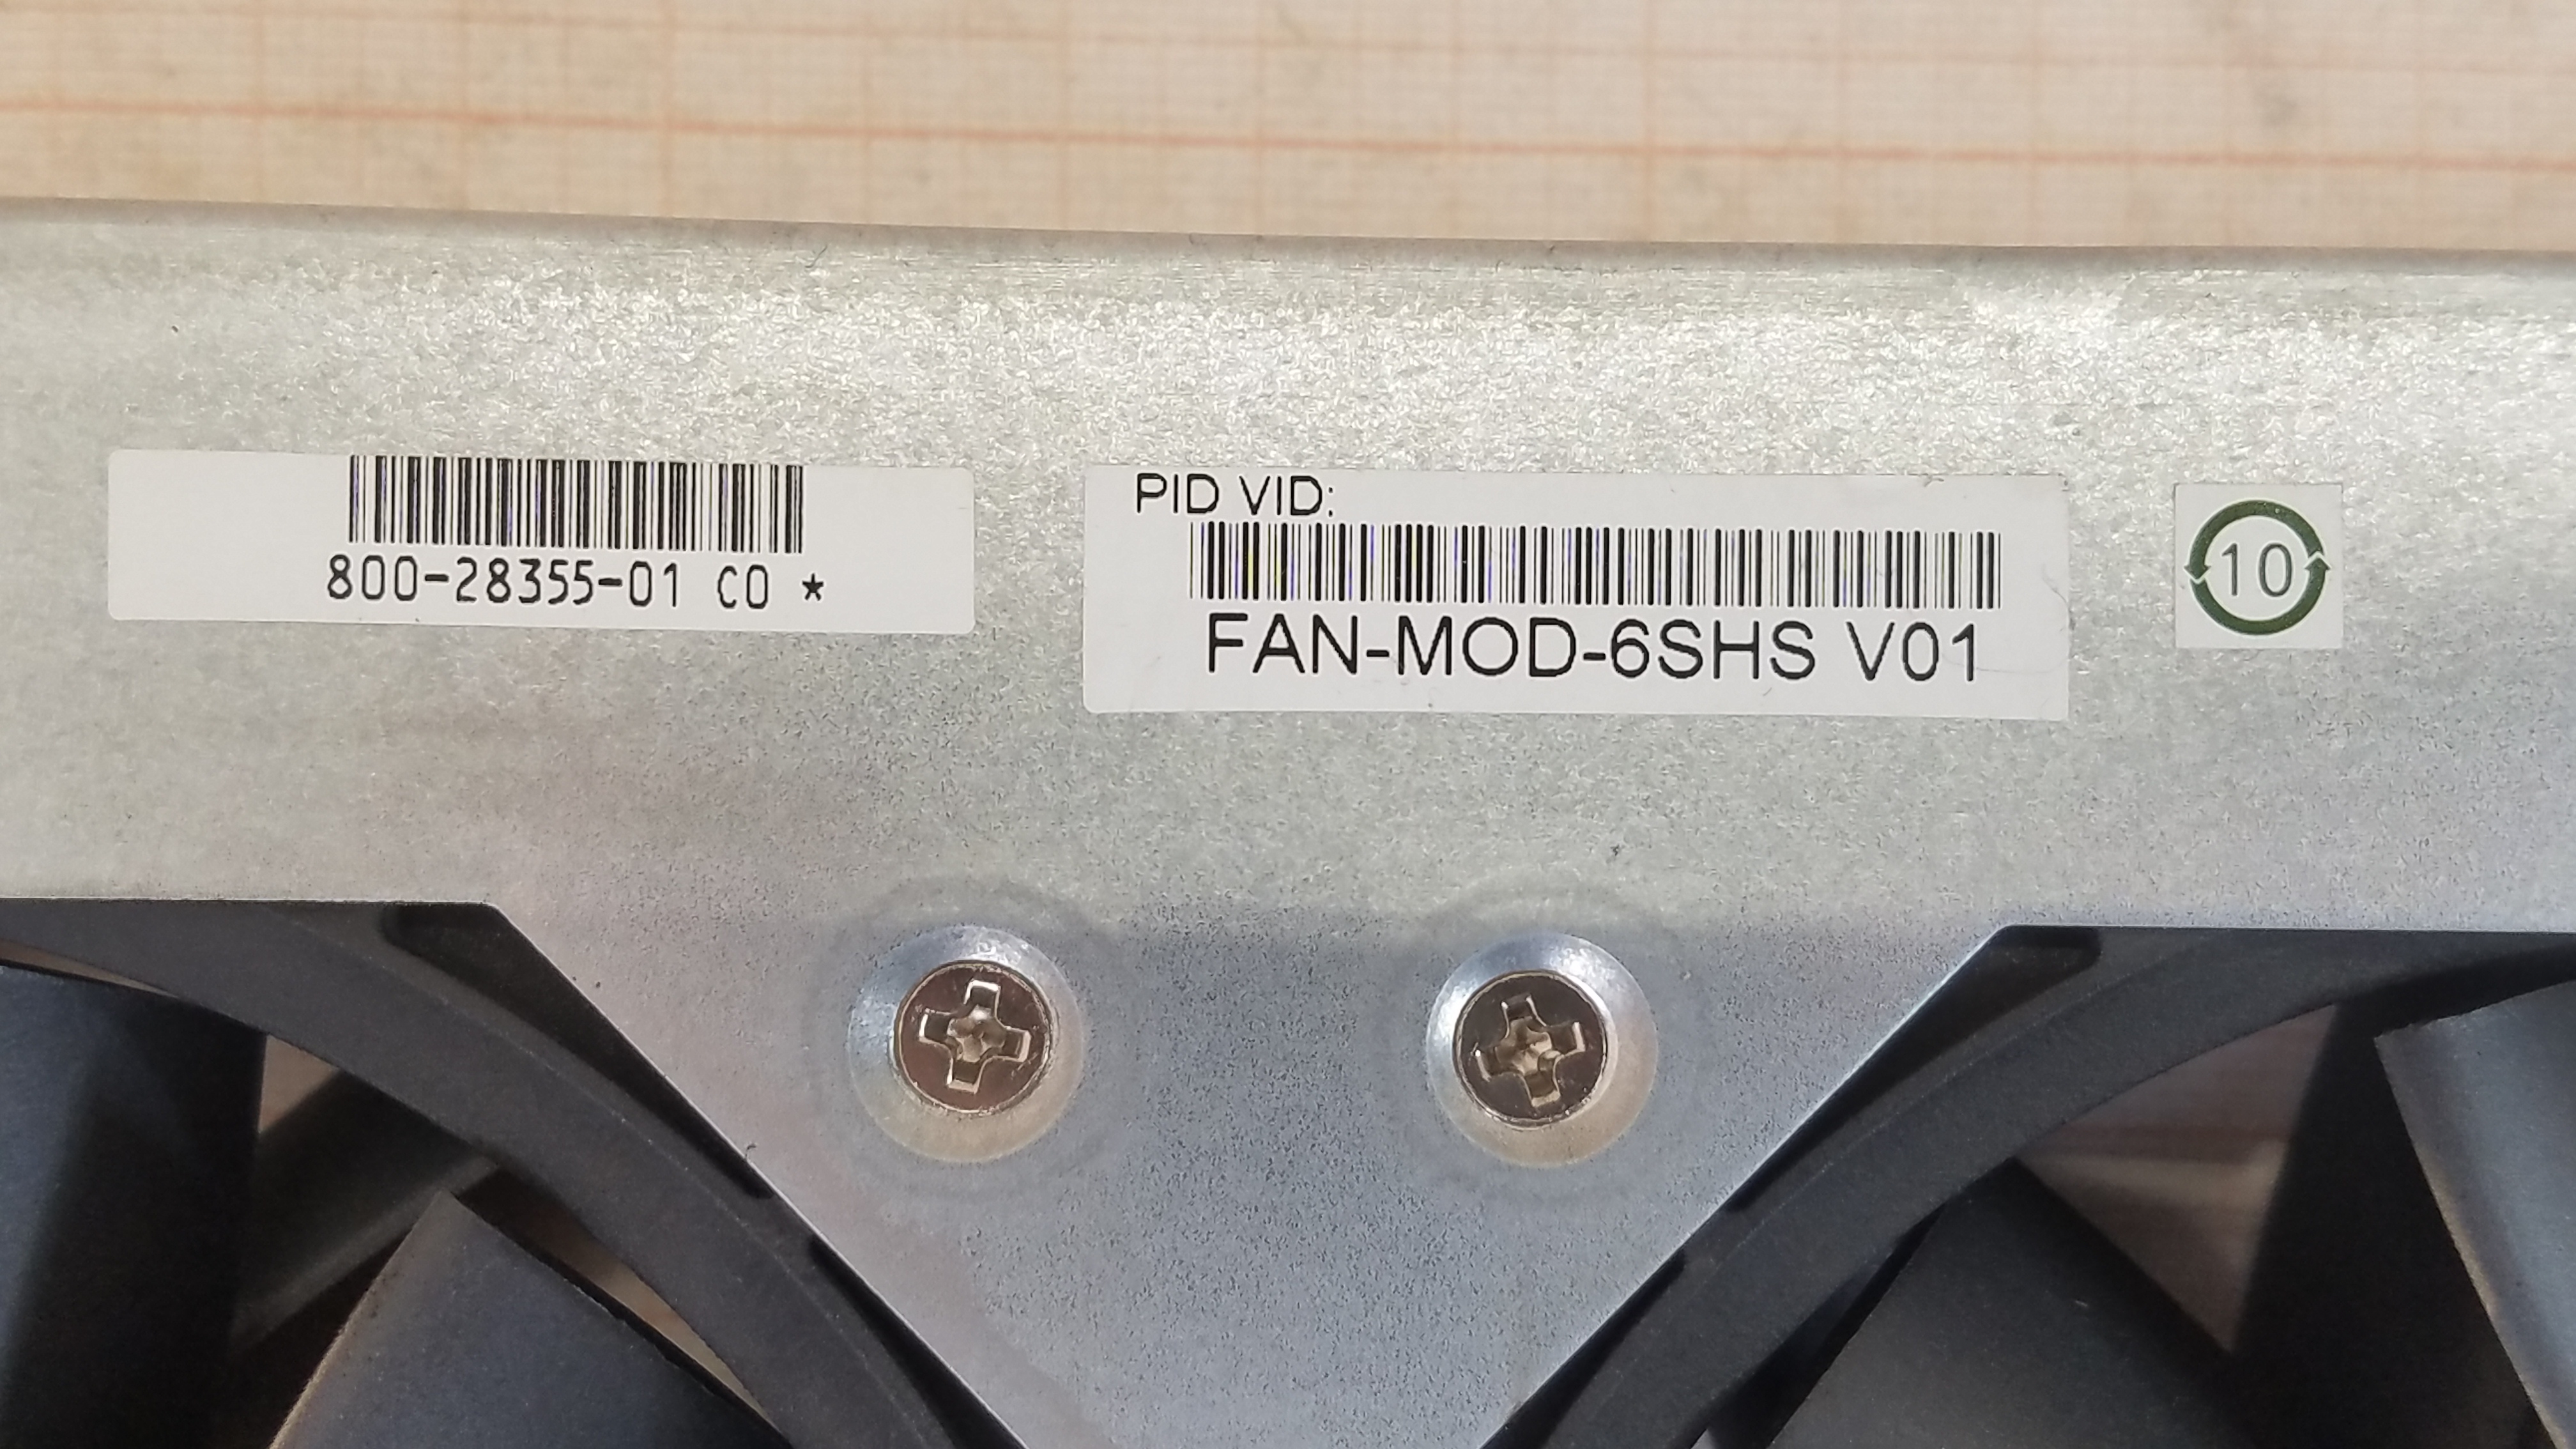 800-28355-01 C0 *
PID VID:
FAN-MOD-6SHS V01
10